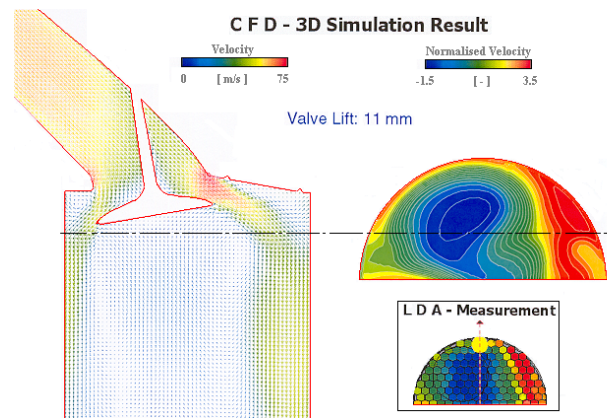 C F D - 3D Simulation Result
Velocity
0 [ m/s ] 75
Normalised Velocity
-1.5 [ - ] 3.5
Valve Lift: 11 mm
L D A - Measurement